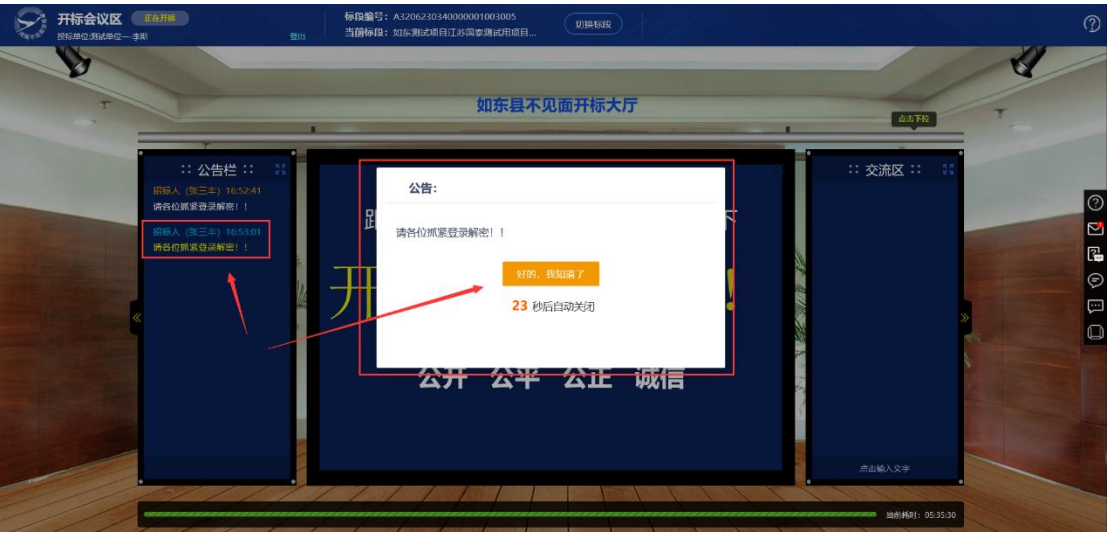 开标会议区 正在开标
投标单位:测试单位一-李斯 登出
标段编号：A3206230340000001003005
当前标段：如东测试项目江苏国泰测试用项目...
切换标段
如东县不见面开标大厅
点击下拉
:: 公告栏 ::
招标人（张三丰）16:52:41
请各位抓紧登录解密！！
招标人（张三丰）16:53:01
请各位抓紧登录解密！！
公告：
请各位抓紧登录解密！！
好的，我知道了
23 秒后自动关闭
距
下
开
!
公开 公平 公正 诚信
:: 交流区 ::
点击输入文字
当前耗时：05:35:30